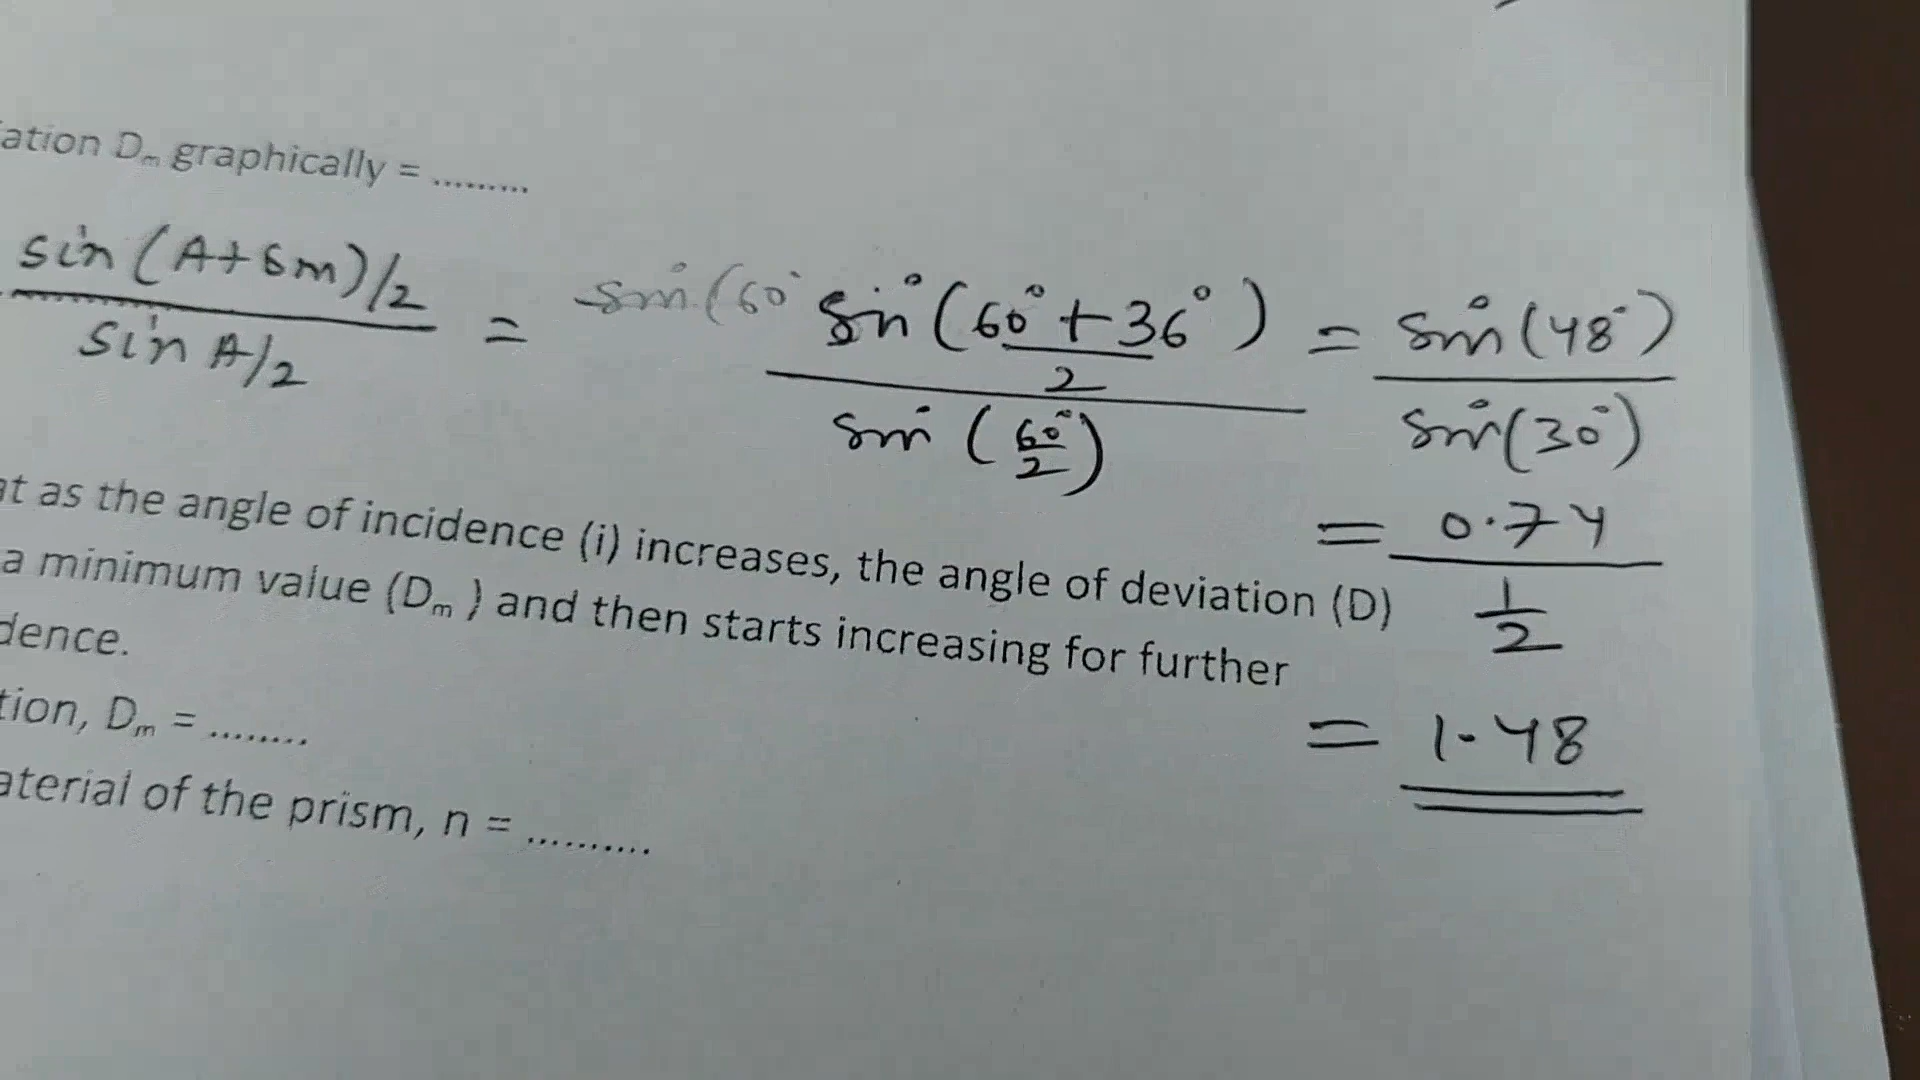 ation Dm graphically = .........
sin (A+δm)/2 = sin (60° sin (60° + 36°) = sin (48°)
2
sin A/2 sin (60°/2) sin (30°)
= 0.74
1/2
at as the angle of incidence (i) increases, the angle of deviation (D)
a minimum value (Dm ) and then starts increasing for further
dence.
tion, Dm = ........
= 1.48
aterial of the prism, n = ..........